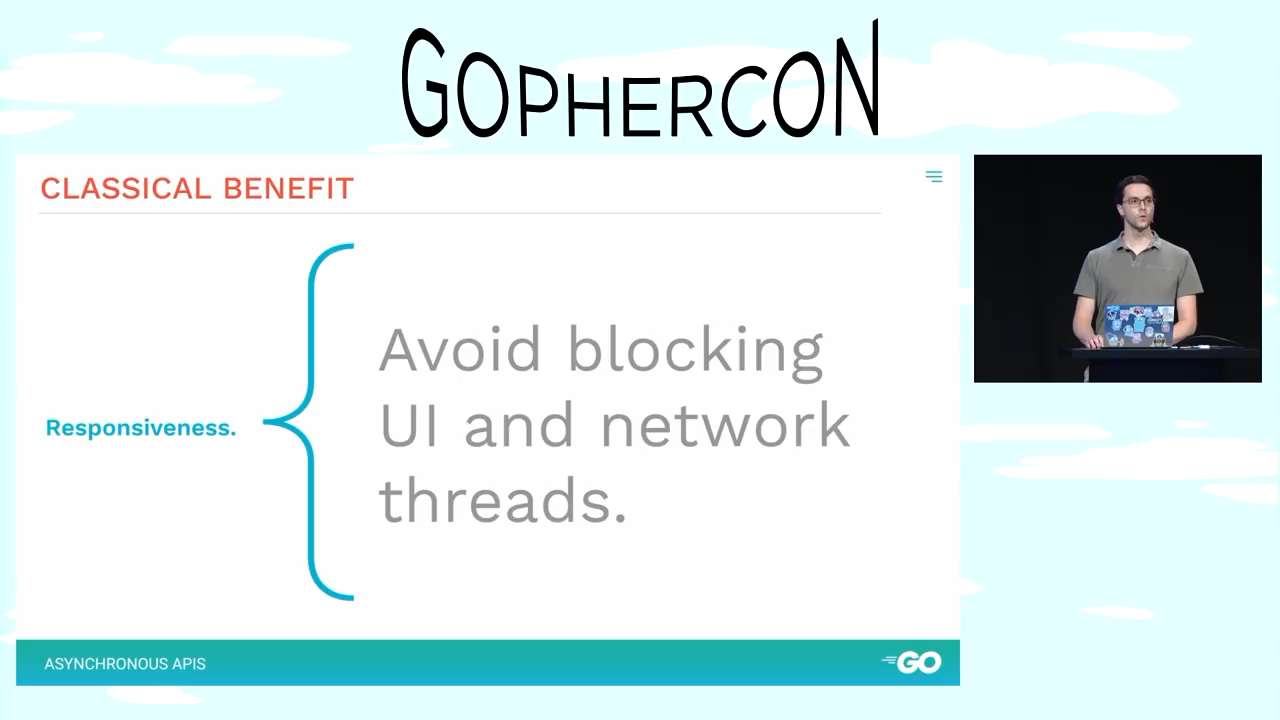 GOPHERCON
CLASSICAL BENEFIT
Responsiveness.
Avoid blocking
UI and network
threads.
ASYNCHRONOUS APIS
GO